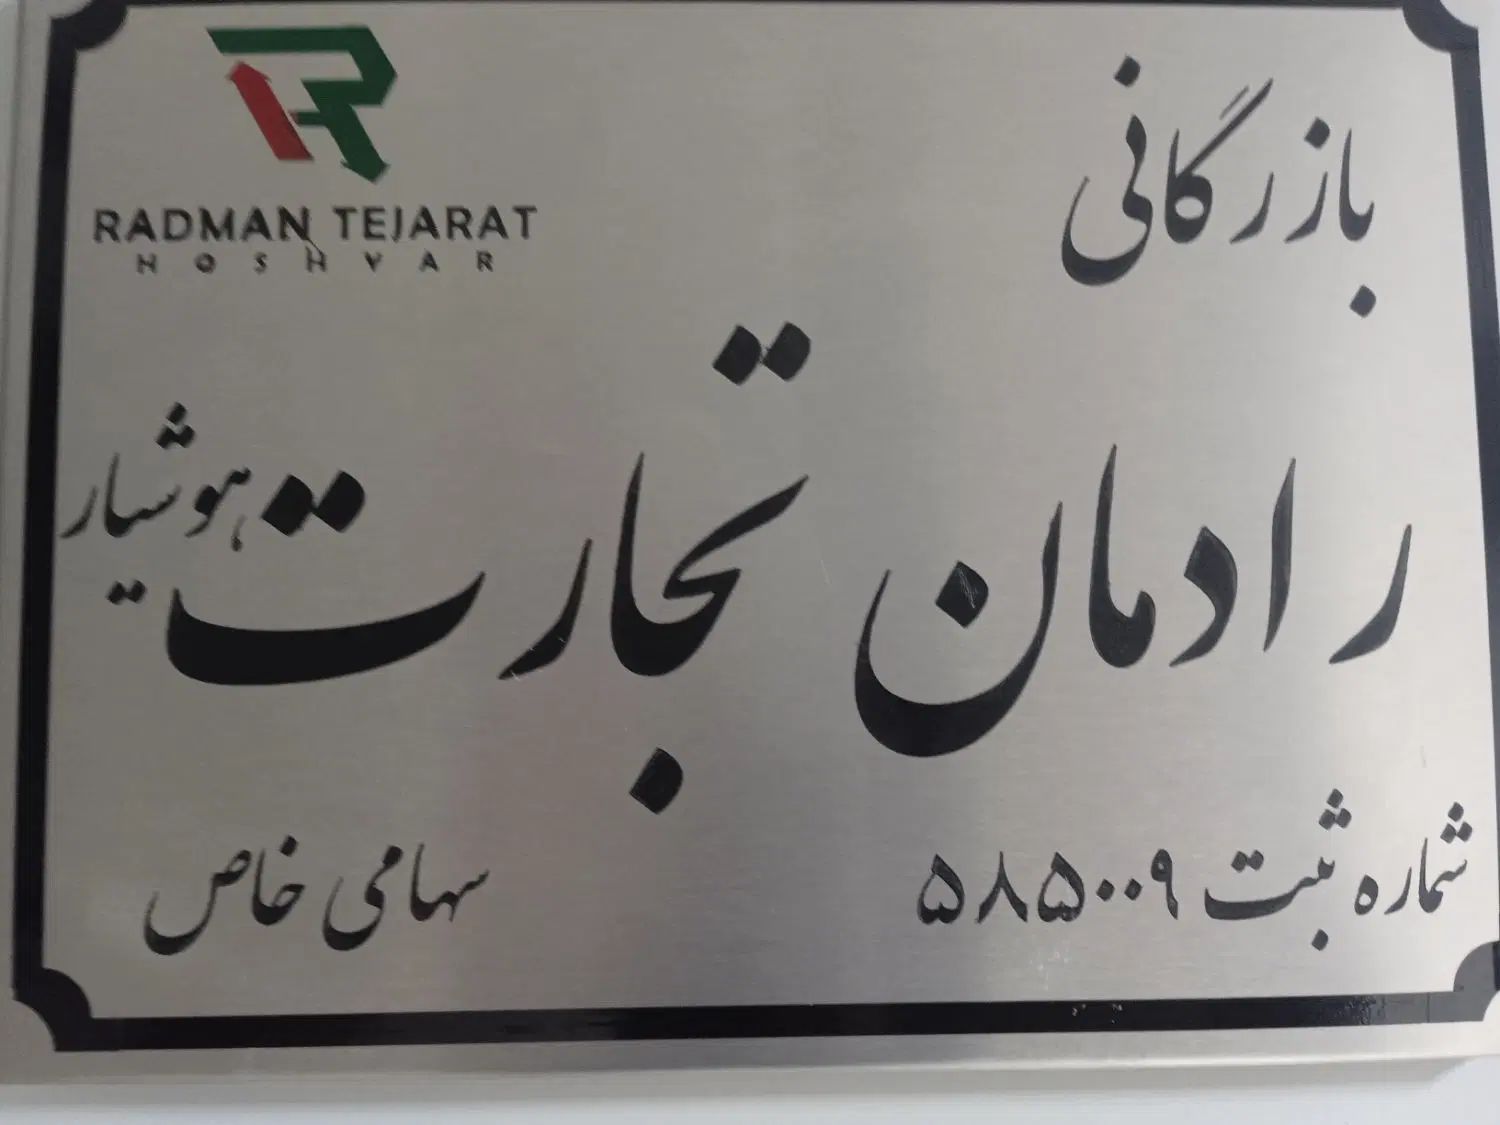 بازرگانی
RADMAN TEJARAT
HOSHYAR
رادمان تجارت هوشیار
شماره ثبت ۵۸۵۰۰۹
سهامی خاص